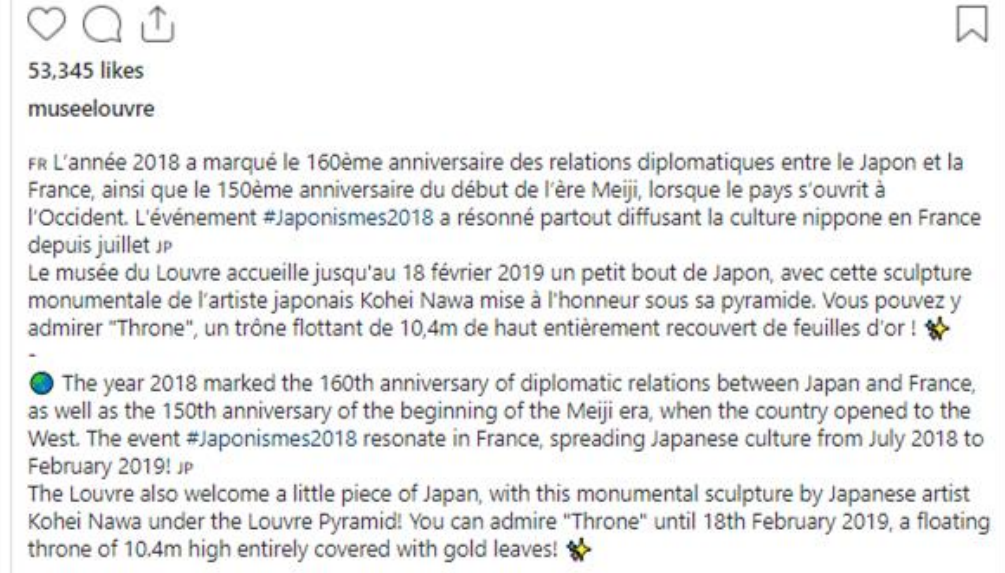 53,345 likes
museelouvre
FR L'année 2018 a marqué le 160ème anniversaire des relations diplomatiques entre le Japon et la
France, ainsi que le 150ème anniversaire du début de l'ère Meiji, lorsque le pays s'ouvrit à
l'Occident. L'événement #Japonismes2018 a résonné partout diffusant la culture nippone en France
depuis juillet JP
Le musée du Louvre accueille jusqu'au 18 février 2019 un petit bout de Japon, avec cette sculpture
monumentale de l'artiste japonais Kohei Nawa mise à l'honneur sous sa pyramide. Vous pouvez y
admirer "Throne", un trône flottant de 10,4m de haut entièrement recouvert de feuilles d'or ! ✨
-
🌍 The year 2018 marked the 160th anniversary of diplomatic relations between Japan and France,
as well as the 150th anniversary of the beginning of the Meiji era, when the country opened to the
West. The event #Japonismes2018 resonate in France, spreading Japanese culture from July 2018 to
February 2019! JP
The Louvre also welcome a little piece of Japan, with this monumental sculpture by Japanese artist
Kohei Nawa under the Louvre Pyramid! You can admire "Throne" until 18th February 2019, a floating
throne of 10.4m high entirely covered with gold leaves! ✨